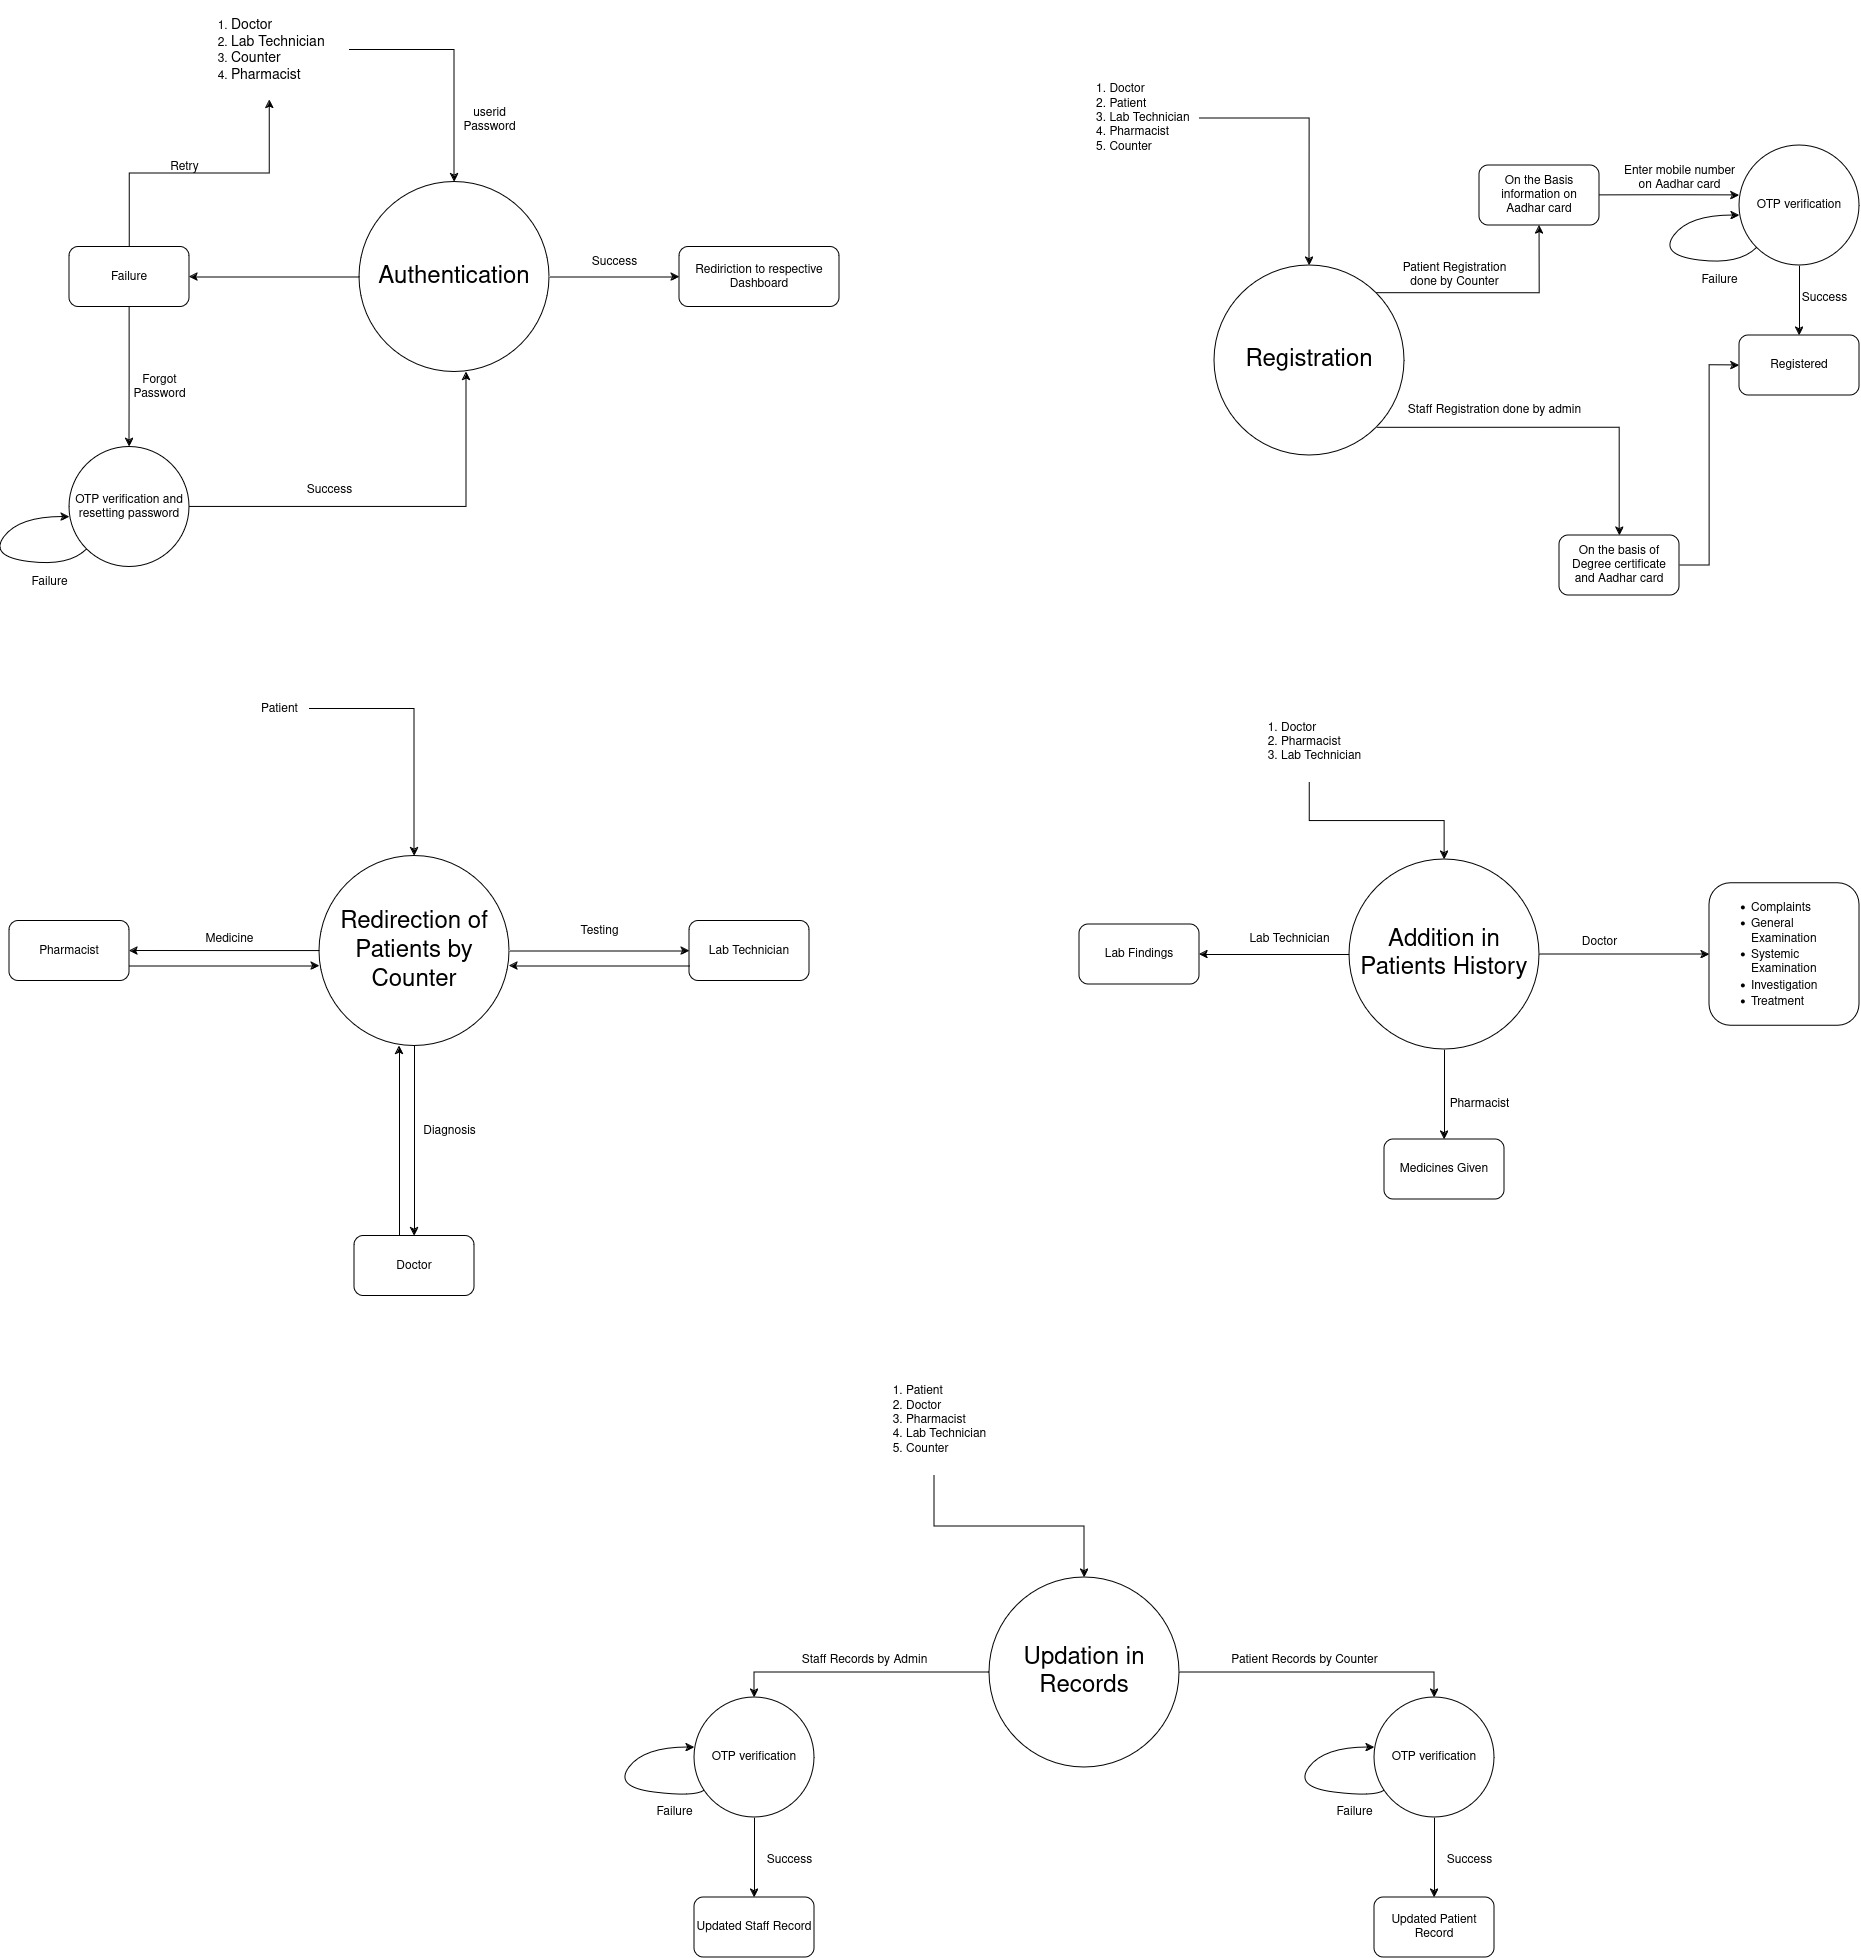 1. Doctor
2. Lab Technician
3. Counter
4. Pharmacist
userid
Password
Retry
Failure
Authentication
Success
Rediriction to respective
Dashboard
Forgot
Password
OTP verification and
resetting password
Success
Failure
1. Doctor
2. Patient
3. Lab Technician
4. Pharmacist
5. Counter
On the Basis
information on
Aadhar card
Enter mobile number
on Aadhar card
OTP verification
Failure
Success
Patient Registration
done by Counter
Registration
Registered
Staff Registration done by admin
On the basis of
Degree certificate
and Aadhar card
Patient
Redirection of
Patients by
Counter
Pharmacist
Medicine
Testing
Lab Technician
Diagnosis
Doctor
1. Doctor
2. Pharmacist
3. Lab Technician
Lab Findings
Lab Technician
Addition in
Patients History
Doctor
• Complaints
• General
Examination
• Systemic
Examination
• Investigation
• Treatment
Pharmacist
Medicines Given
1. Patient
2. Doctor
3. Pharmacist
4. Lab Technician
5. Counter
Updation in
Records
Staff Records by Admin
Patient Records by Counter
OTP verification
Failure
Success
Updated Staff Record
OTP verification
Failure
Success
Updated Patient
Record